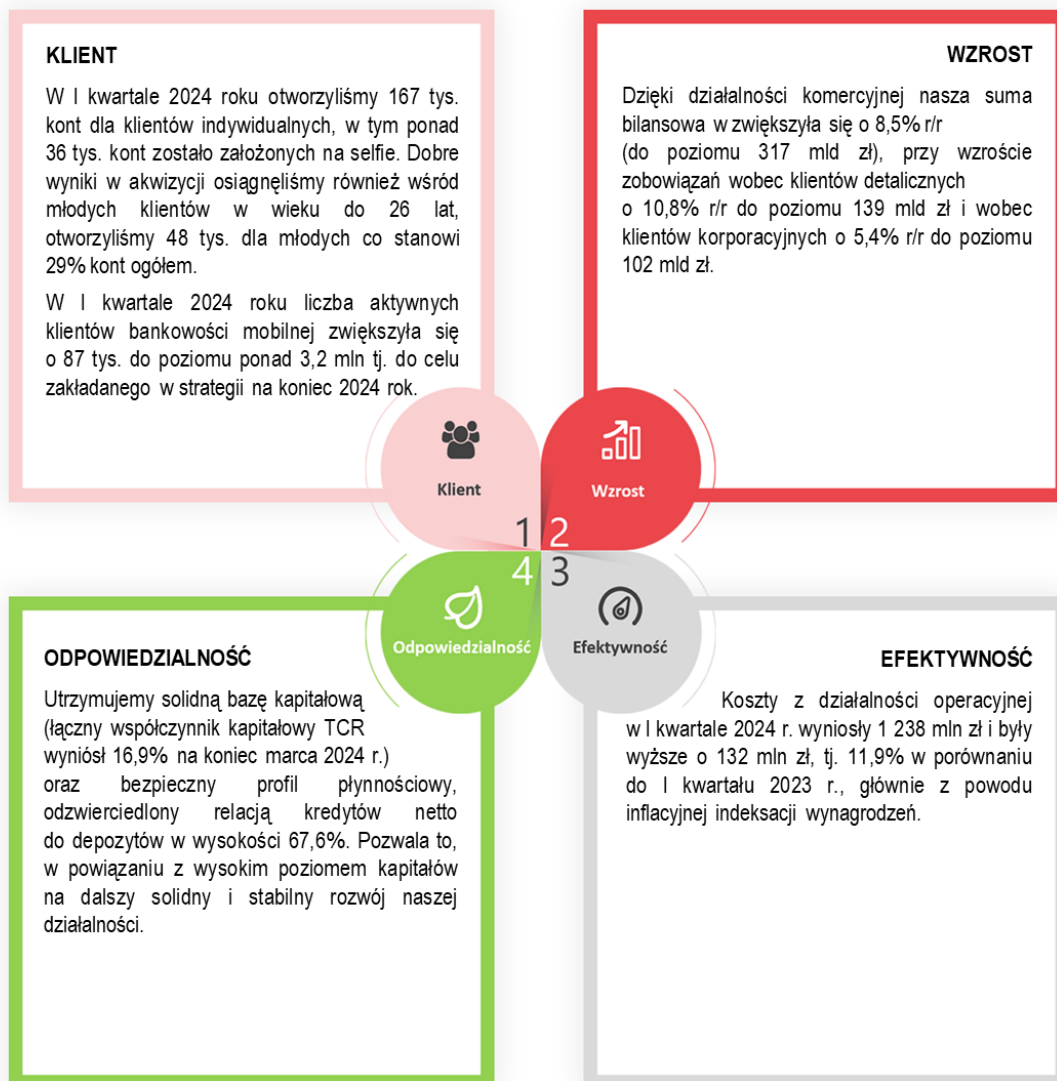 KLIENT
W I kwartale 2024 roku otworzyliśmy 167 tys.
kont dla klientów indywidualnych, w tym ponad
36 tys. kont zostało założonych na selfie. Dobre
wyniki w akwizycji osiągnęliśmy również wśród
młodych klientów w wieku do 26 lat,
otworzyliśmy 48 tys. dla młodych co stanowi
29% kont ogółem.
W I kwartale 2024 roku liczba aktywnych
klientów bankowości mobilnej zwiększyła się
o 87 tys. do poziomu ponad 3,2 mln tj. do celu
zakładanego w strategii na koniec 2024 rok.
WZROST
Dzięki działalności komercyjnej nasza suma
bilansowa w zwiększyła się o 8,5% r/r
(do poziomu 317 mld zł), przy wzroście
zobowiązań wobec klientów detalicznych
o 10,8% r/r do poziomu 139 mld zł i wobec
klientów korporacyjnych o 5,4% r/r do poziomu
102 mld zł.
Klient
1
Wzrost
2
4
Odpowiedzialność
3
Efektywność
ODPOWIEDZIALNOŚĆ
Utrzymujemy solidną bazę kapitałową
(łączny współczynnik kapitałowy TCR
wyniósł 16,9% na koniec marca 2024 r.)
oraz bezpieczny profil płynnościowy,
odzwierciedlony relacją kredytów netto
do depozytów w wysokości 67,6%. Pozwala to,
w powiązaniu z wysokim poziomem kapitałów
na dalszy solidny i stabilny rozwój naszej
działalności.
EFEKTYWNOŚĆ
Koszty z działalności operacyjnej
w I kwartale 2024 r. wyniosły 1 238 mln zł i były
wyższe o 132 mln zł, tj. 11,9% w porównaniu
do I kwartału 2023 r., głównie z powodu
inflacyjnej indeksacji wynagrodzeń.